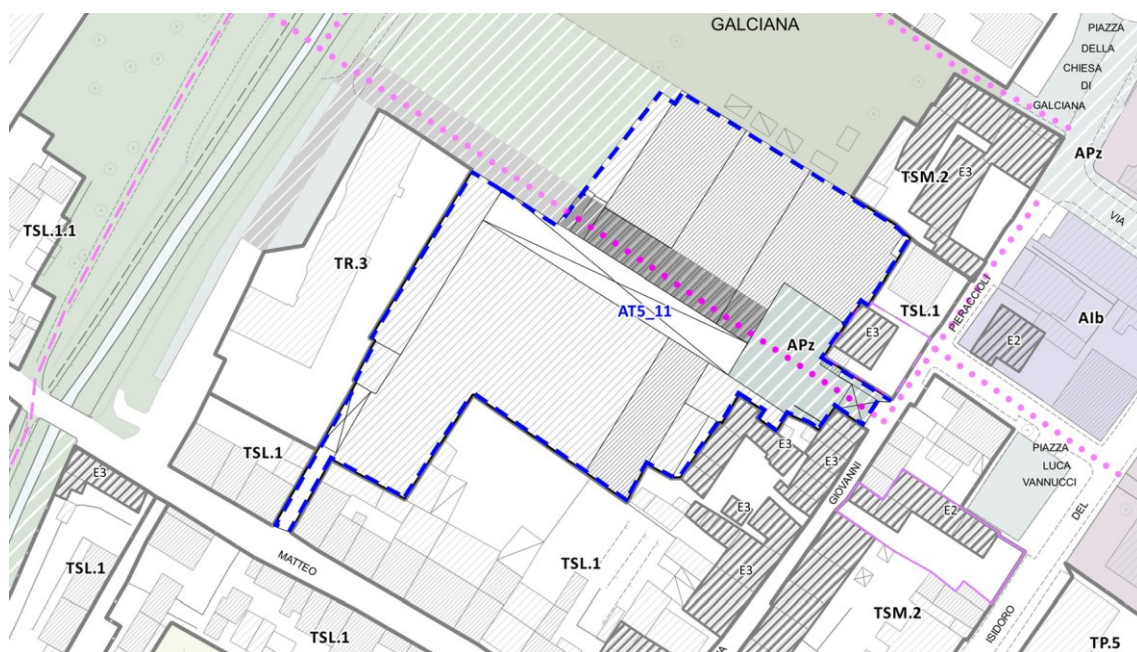 GALCIANA
PIAZZA
DELLA
CHIESA
DI
GALCIANA
APz
VIA
TSM.2
E3
TSL.1.1
TR.3
AT5_11
APz
TSL.1
E3
PIERACCIOLI
AIb
E2
TSL.1
E3
E3
E3
E3
E3
E2
GIOVANNI
PIAZZA
LUCA
VANNUCCI
DEL
ISIDORO
MATTEO
TSL.1
TSL.1
TSL.1
TSM.2
TP.5